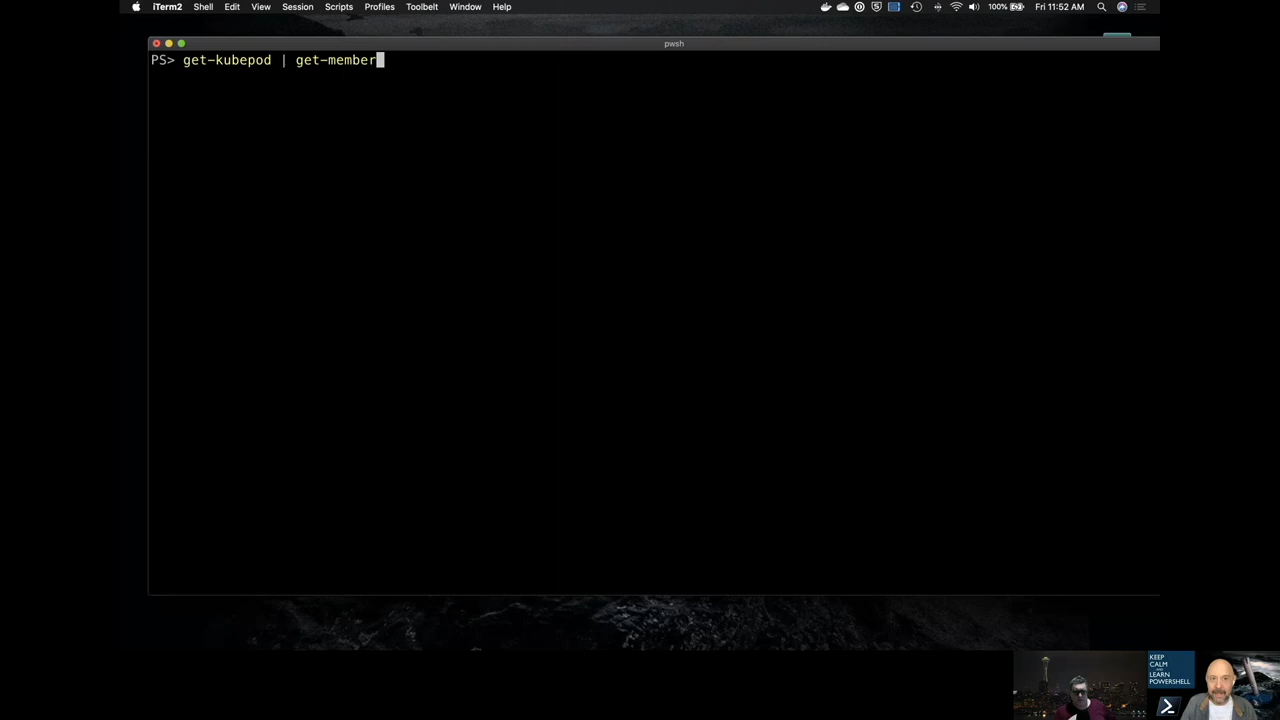 iTerm2 Shell Edit View Session Scripts Profiles Toolbelt Window Help 100% Fri 11:52 AM
pwsh
PS> get-kubepod | get-member
KEEP
CALM
AND
LEARN
POWERSHELL